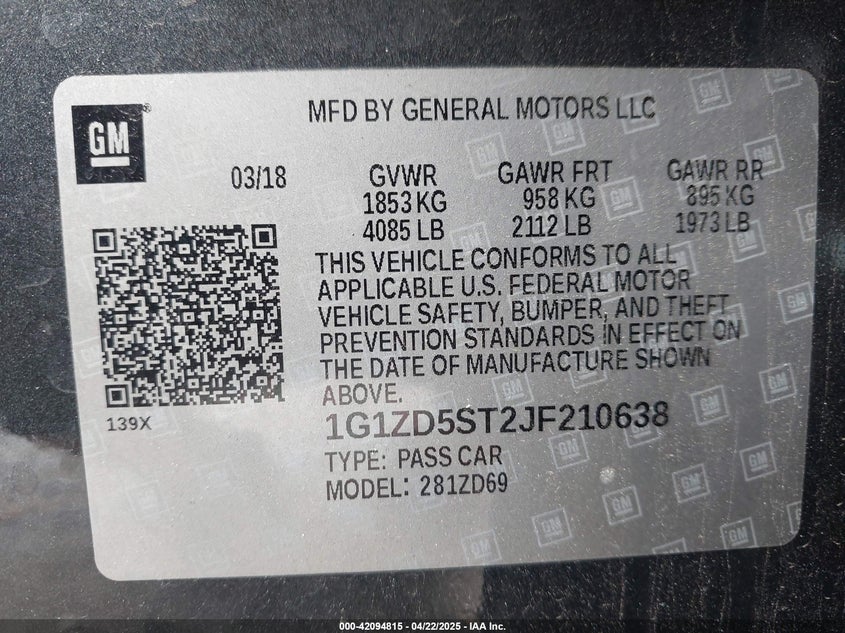 GM
MFD BY GENERAL MOTORS LLC
03/18 GVWR GAWR FRT GAWR RR
1853 KG 958 KG 895 KG
4085 LB 2112 LB 1973 LB
THIS VEHICLE CONFORMS TO ALL
APPLICABLE U.S. FEDERAL MOTOR
VEHICLE SAFETY, BUMPER, AND THEFT
PREVENTION STANDARDS IN EFFECT ON
THE DATE OF MANUFACTURE SHOWN
ABOVE.
139X
1G1ZD5ST2JF210638
TYPE: PASS CAR
MODEL: 281ZD69
000-42094815 - 04/22/2025 - IAA Inc.